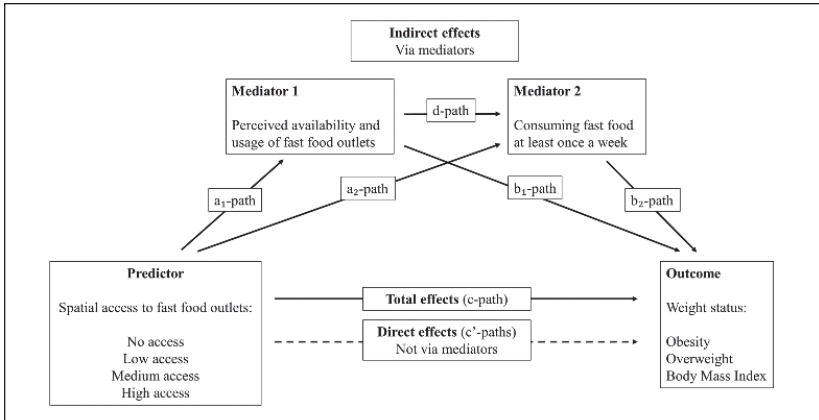 Indirect effects
Via mediators
Mediator 1
Perceived availability and
usage of fast food outlets
d-path
Mediator 2
Consuming fast food
at least once a week
a₁-path
a₂-path
b₁-path
b₂-path
Predictor
Spatial access to fast food outlets:
No access
Low access
Medium access
High access
Total effects (c-path)
Direct effects (c’-paths)
Not via mediators
Outcome
Weight status:
Obesity
Overweight
Body Mass Index